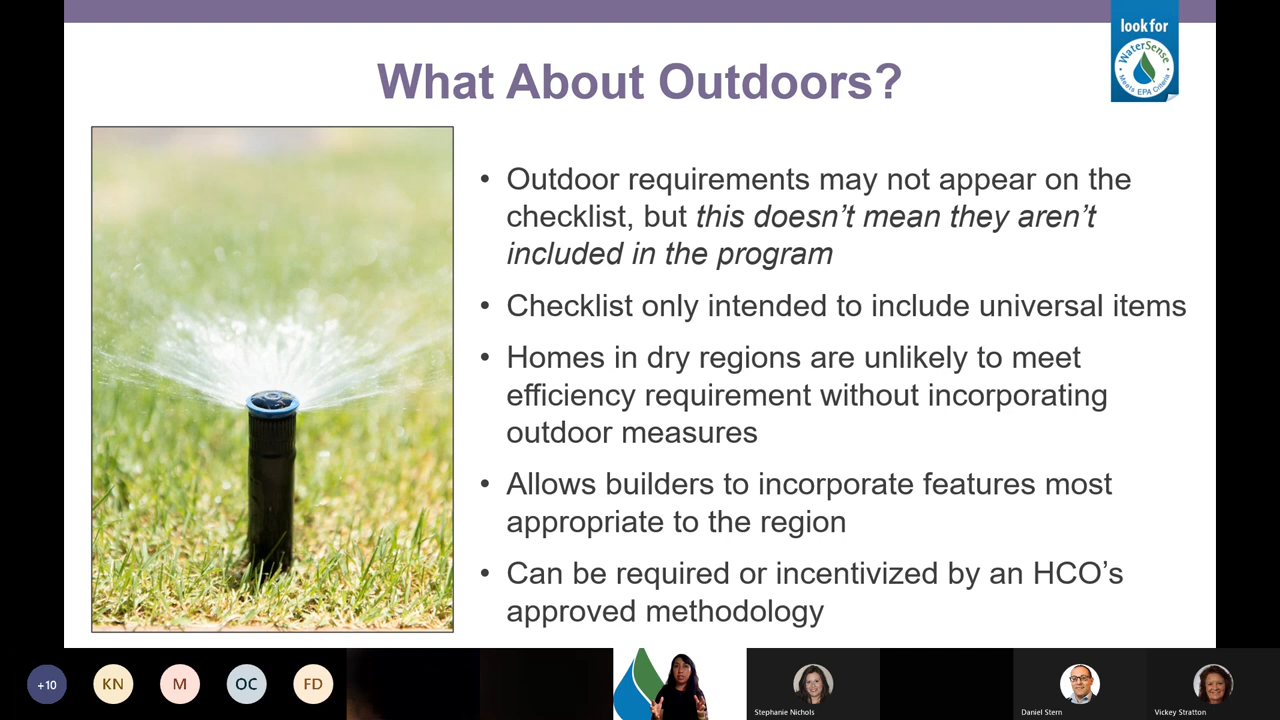 look for
WaterSense
Meets EPA Criteria
What About Outdoors?
• Outdoor requirements may not appear on the
checklist, but this doesn’t mean they aren’t
included in the program
• Checklist only intended to include universal items
• Homes in dry regions are unlikely to meet
efficiency requirement without incorporating
outdoor measures
• Allows builders to incorporate features most
appropriate to the region
• Can be required or incentivized by an HCO’s
approved methodology
+10
KN
M
OC
FD
Stephanie Nichols
Daniel Stern
Vickey Stratton